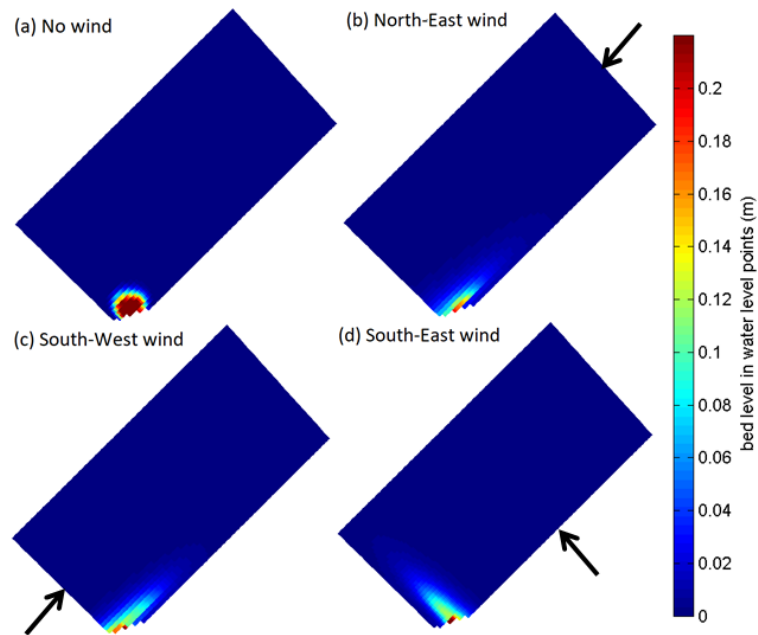 (a) No wind
(b) North-East wind
(c) South-West wind
(d) South-East wind
0.2
0.18
0.16
0.14
0.12
0.1
0.08
0.06
0.04
0.02
0
bed level in water level points (m)